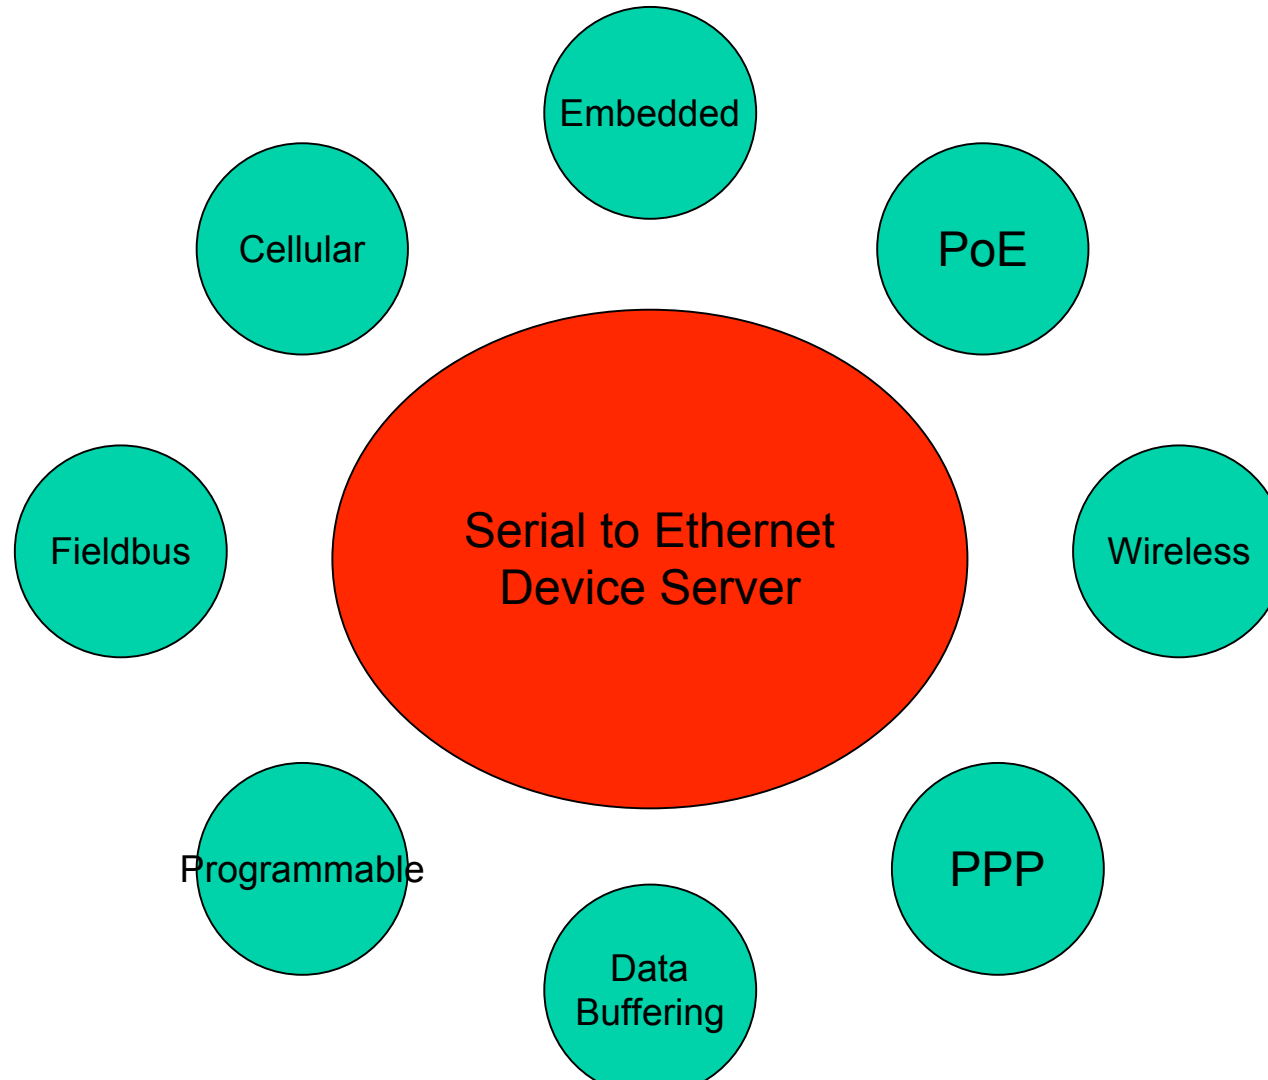 Embedded
Cellular
PoE
Serial to Ethernet
Device Server
Fieldbus
Wireless
Programmable
PPP
Data
Buffering